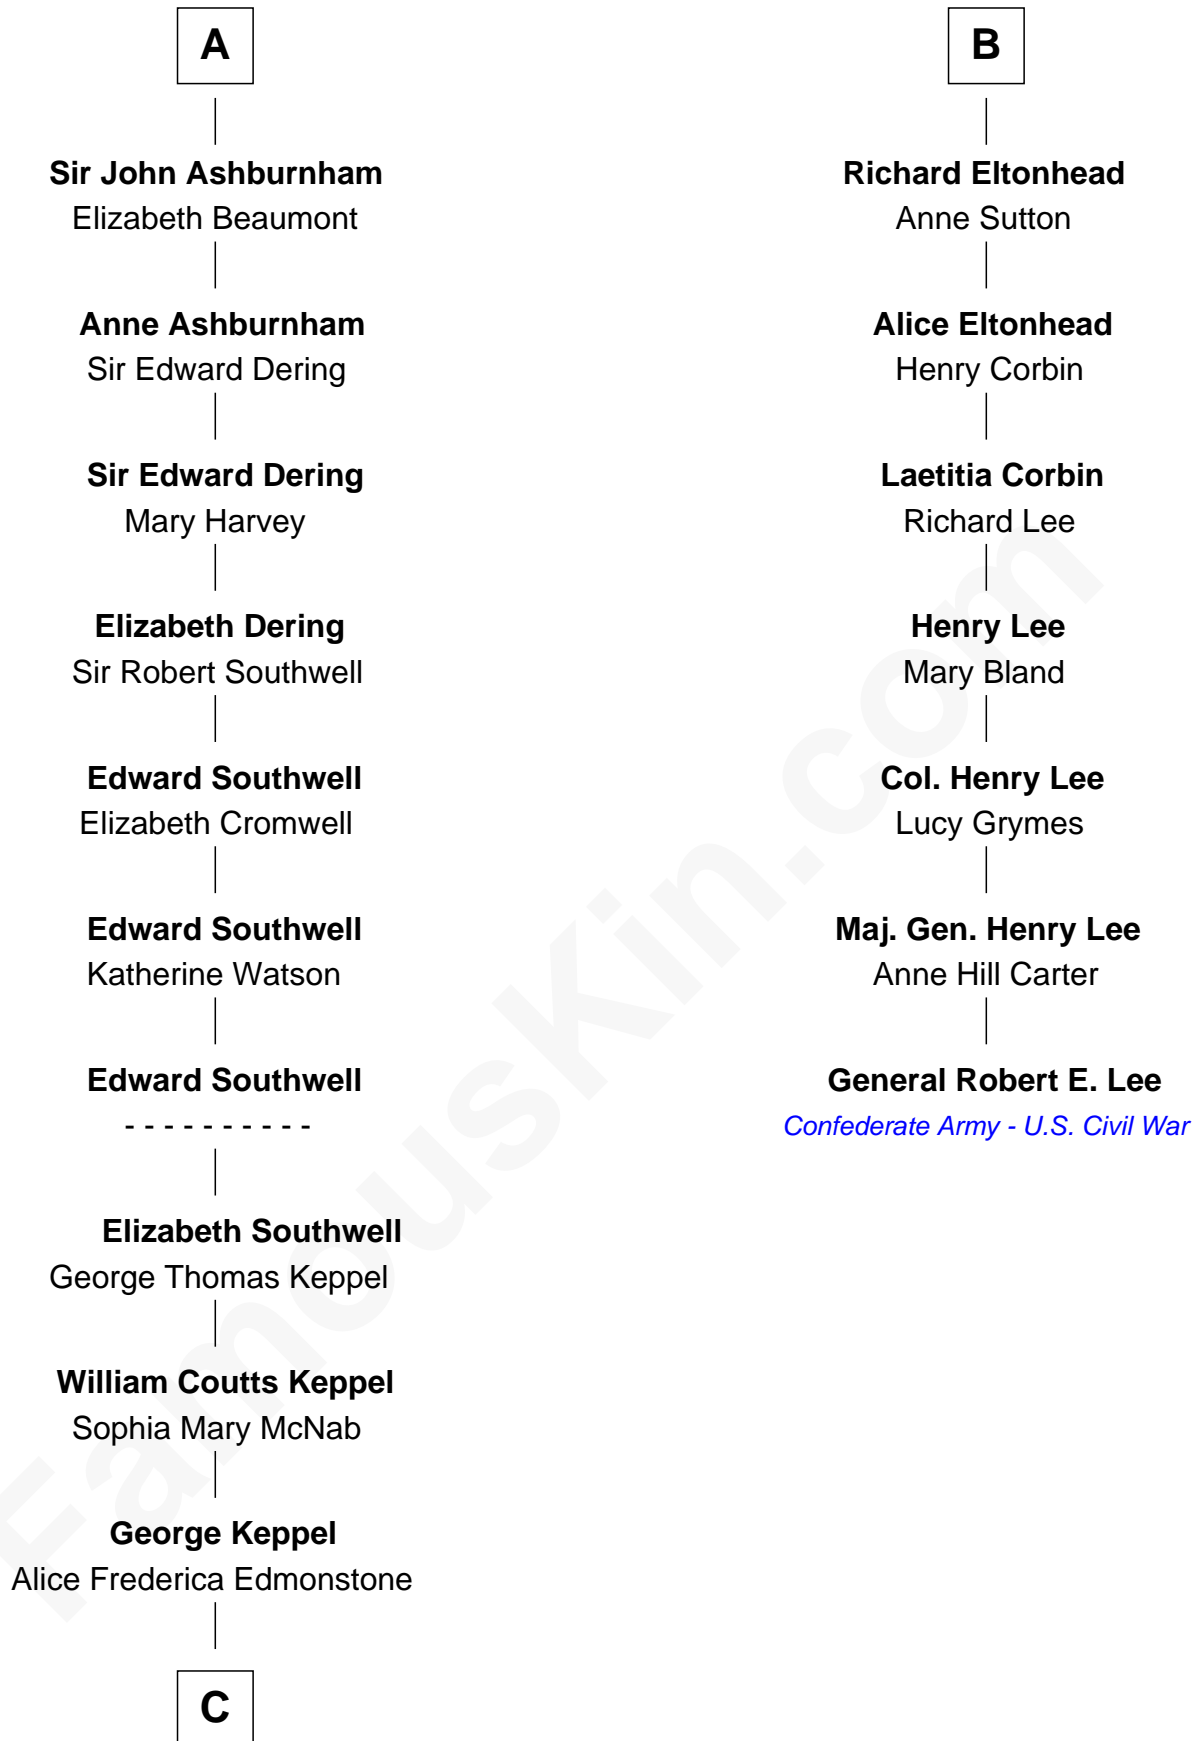 A
Sir John Ashburnham
Elizabeth Beaumont
Anne Ashburnham
Sir Edward Dering
Sir Edward Dering
Mary Harvey
Elizabeth Dering
Sir Robert Southwell
Edward Southwell
Elizabeth Cromwell
Edward Southwell
Katherine Watson
Edward Southwell
- - - - - - - - - -
Elizabeth Southwell
George Thomas Keppel
William Coutts Keppel
Sophia Mary McNab
George Keppel
Alice Frederica Edmonstone
C
B
Richard Eltonhead
Anne Sutton
Alice Eltonhead
Henry Corbin
Laetitia Corbin
Richard Lee
Henry Lee
Mary Bland
Col. Henry Lee
Lucy Grymes
Maj. Gen. Henry Lee
Anne Hill Carter
General Robert E. Lee
Confederate Army - U.S. Civil War
FamousKin.com